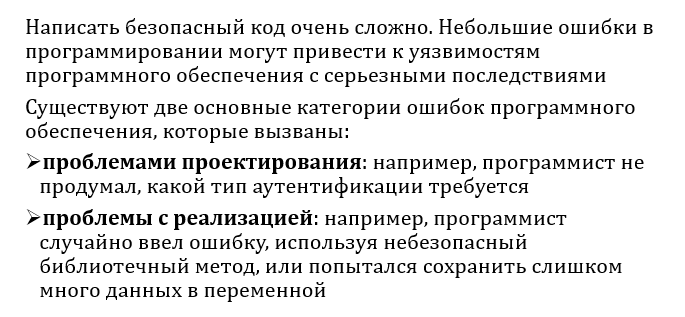 Написать безопасный код очень сложно. Небольшие ошибки в
программировании могут привести к уязвимостям
программного обеспечения с серьезными последствиями
Существуют две основные категории ошибок программного
обеспечения, которые вызваны:
➢проблемами проектирования: например, программист не
продумал, какой тип аутентификации требуется
➢проблемы с реализацией: например, программист
случайно ввел ошибку, используя небезопасный
библиотечный метод, или попытался сохранить слишком
много данных в переменной